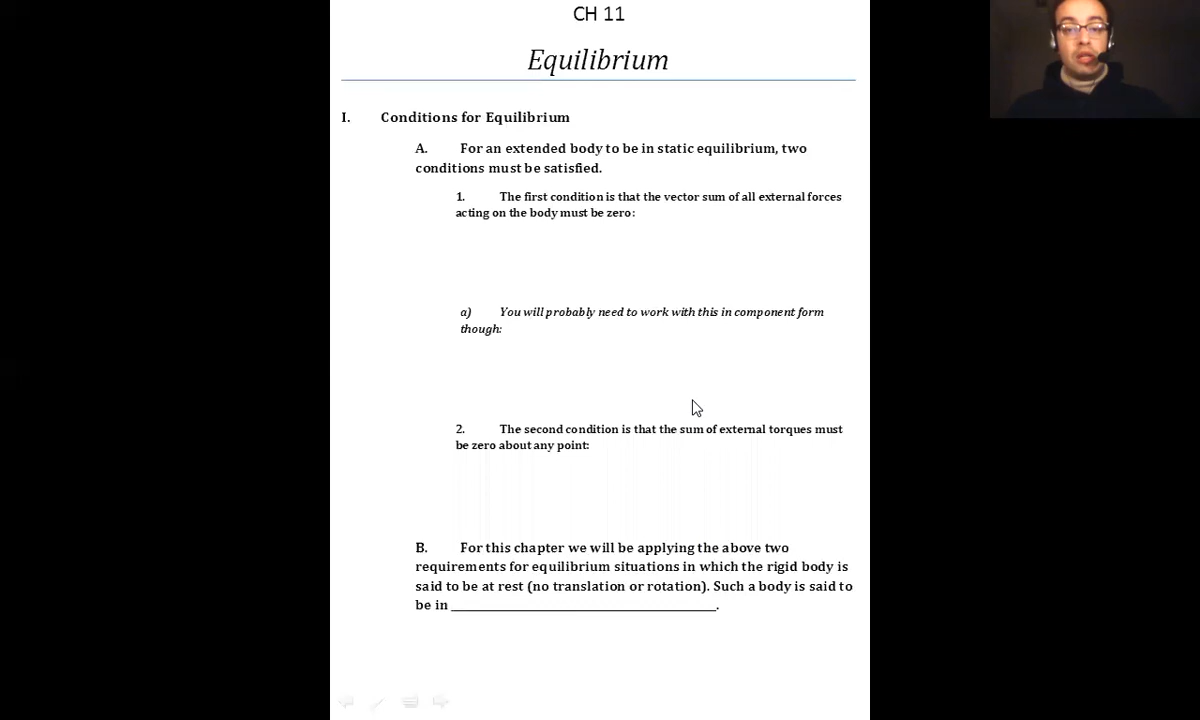 CH 11
Equilibrium
I. Conditions for Equilibrium
A. For an extended body to be in static equilibrium, two
conditions must be satisfied.
1. The first condition is that the vector sum of all external forces
acting on the body must be zero:
a) You will probably need to work with this in component form
though:
2. The second condition is that the sum of external torques must
be zero about any point:
B. For this chapter we will be applying the above two
requirements for equilibrium situations in which the rigid body is
said to be at rest (no translation or rotation). Such a body is said to
be in ______________________________________.